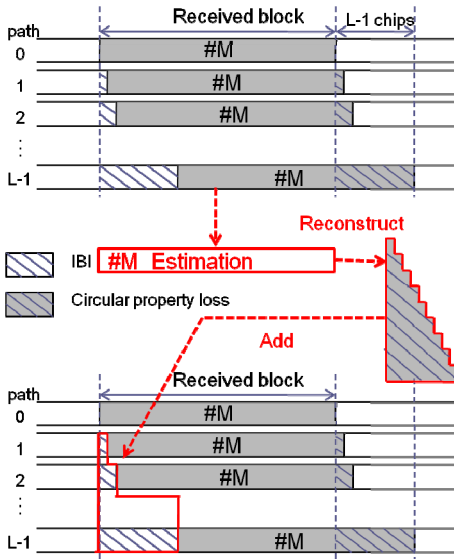 Received block
L-1 chips
path
0
#M
1
#M
2
#M
⋮
L-1
#M
Reconstruct
IBI
#M Estimation
Circular property loss
Add
Received block
path
0
#M
1
#M
2
#M
⋮
L-1
#M